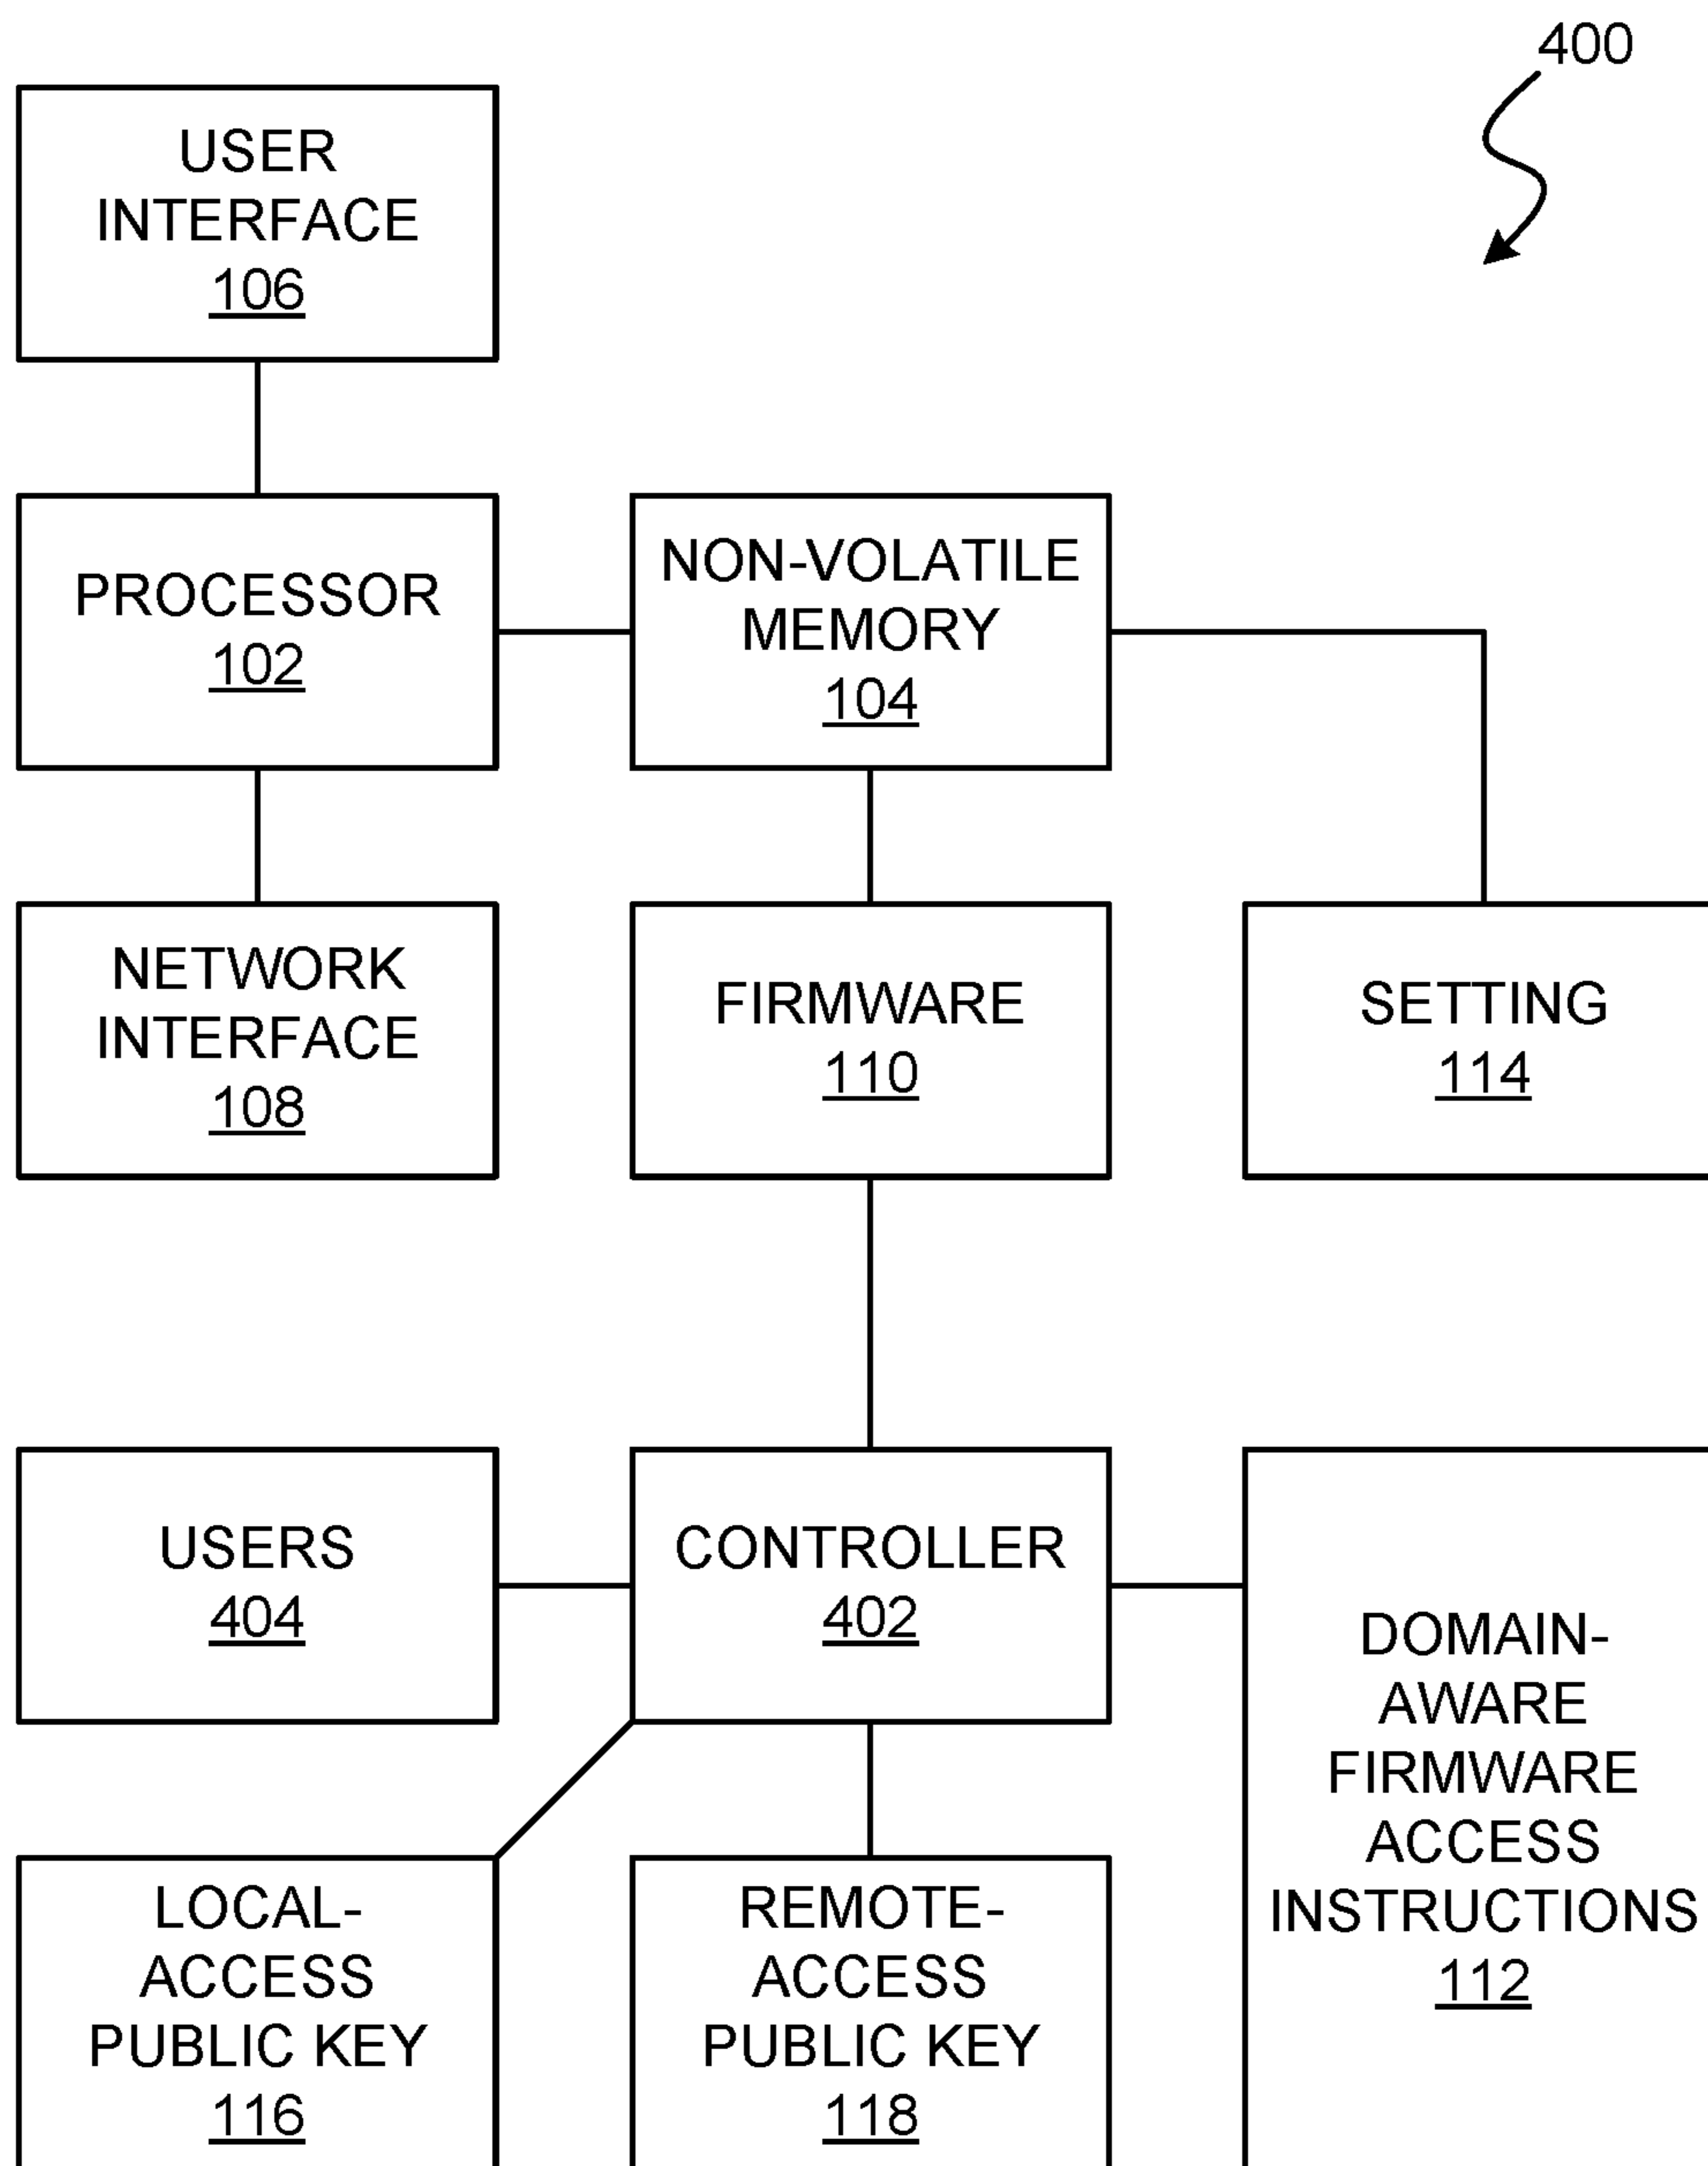 400
USER
INTERFACE
106
PROCESSOR
102
NON-VOLATILE
MEMORY
104
NETWORK
INTERFACE
108
FIRMWARE
110
SETTING
114
USERS
404
CONTROLLER
402
DOMAIN-
AWARE
FIRMWARE
ACCESS
INSTRUCTIONS
112
LOCAL-
ACCESS
PUBLIC KEY
116
REMOTE-
ACCESS
PUBLIC KEY
118